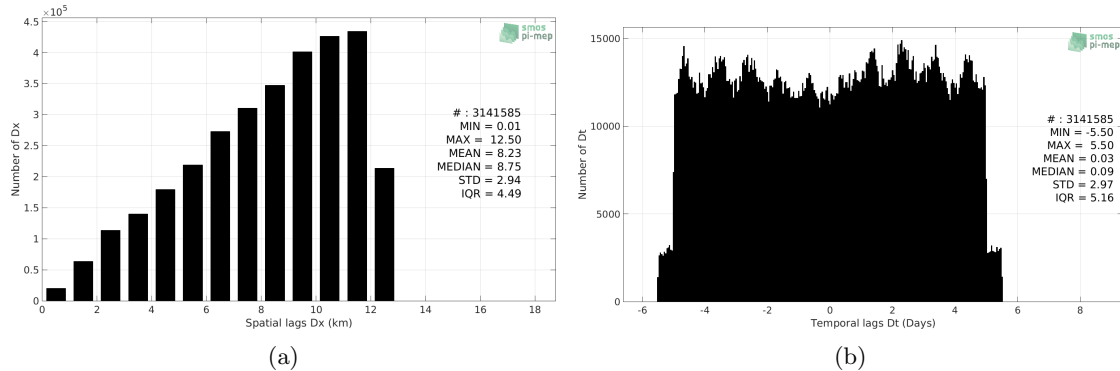 ×10⁵
4.5
4
3.5
3
2.5
2
1.5
1
0.5
0
Number of Dx
smos
pi-mep
# : 3141585
MIN = 0.01
MAX = 12.50
MEAN = 8.23
MEDIAN = 8.75
STD = 2.94
IQR = 4.49
0 2 4 6 8 10 12 14 16 18
Spatial lags Dx (km)
(a)
15000
10000
5000
0
Number of Dt
smos
pi-mep
# : 3141585
MIN = -5.50
MAX = 5.50
MEAN = 0.03
MEDIAN = 0.09
STD = 2.97
IQR = 5.16
-6 -4 -2 0 2 4 6 8
Temporal lags Dt (Days)
(b)